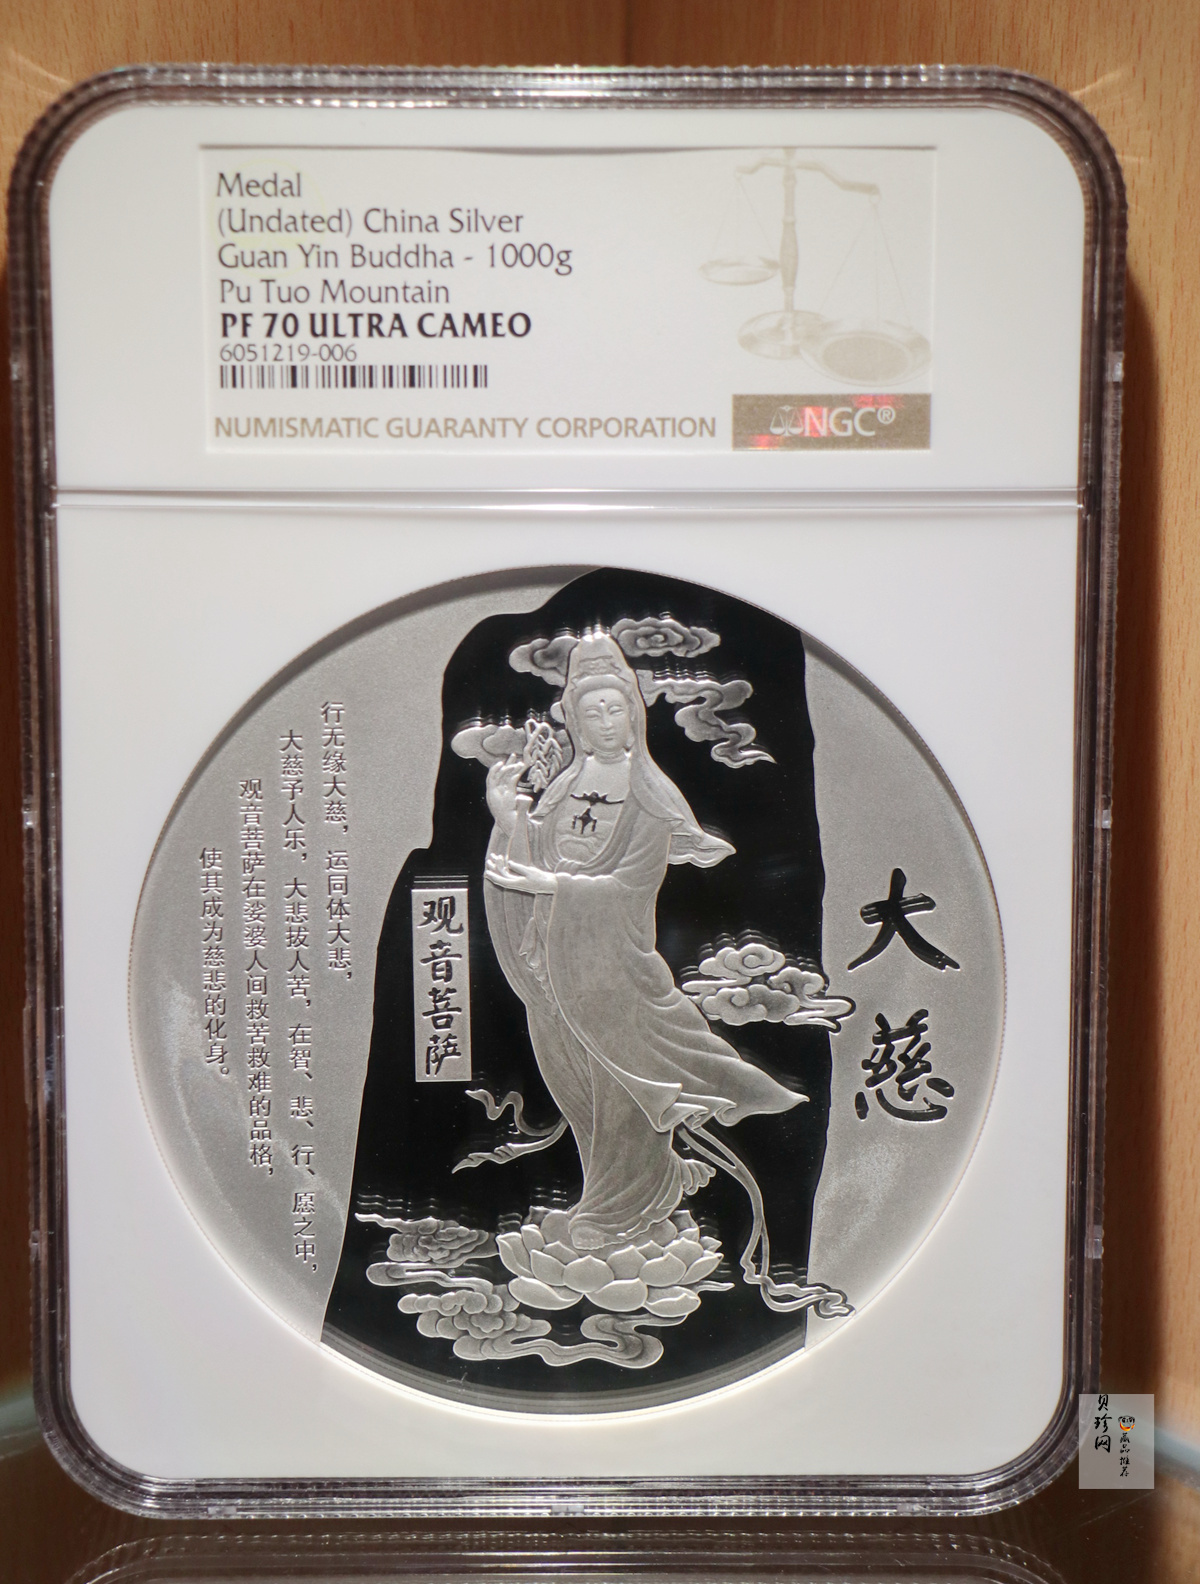 Medal
(Undated) China Silver
Guan Yin Buddha - 1000g
Pu Tuo Mountain
PF 70 ULTRA CAMEO
6051219-006
NUMISMATIC GUARANTY CORPORATION
NGC®
大慈
观音菩萨
行无缘大慈，运同体大悲，
大慈予人乐，大悲拔人苦，在智、悲、行、愿之中，
观音菩萨在娑婆人间救苦救难的品格，
使其成为慈悲的化身。
贝珍网
藏品推荐